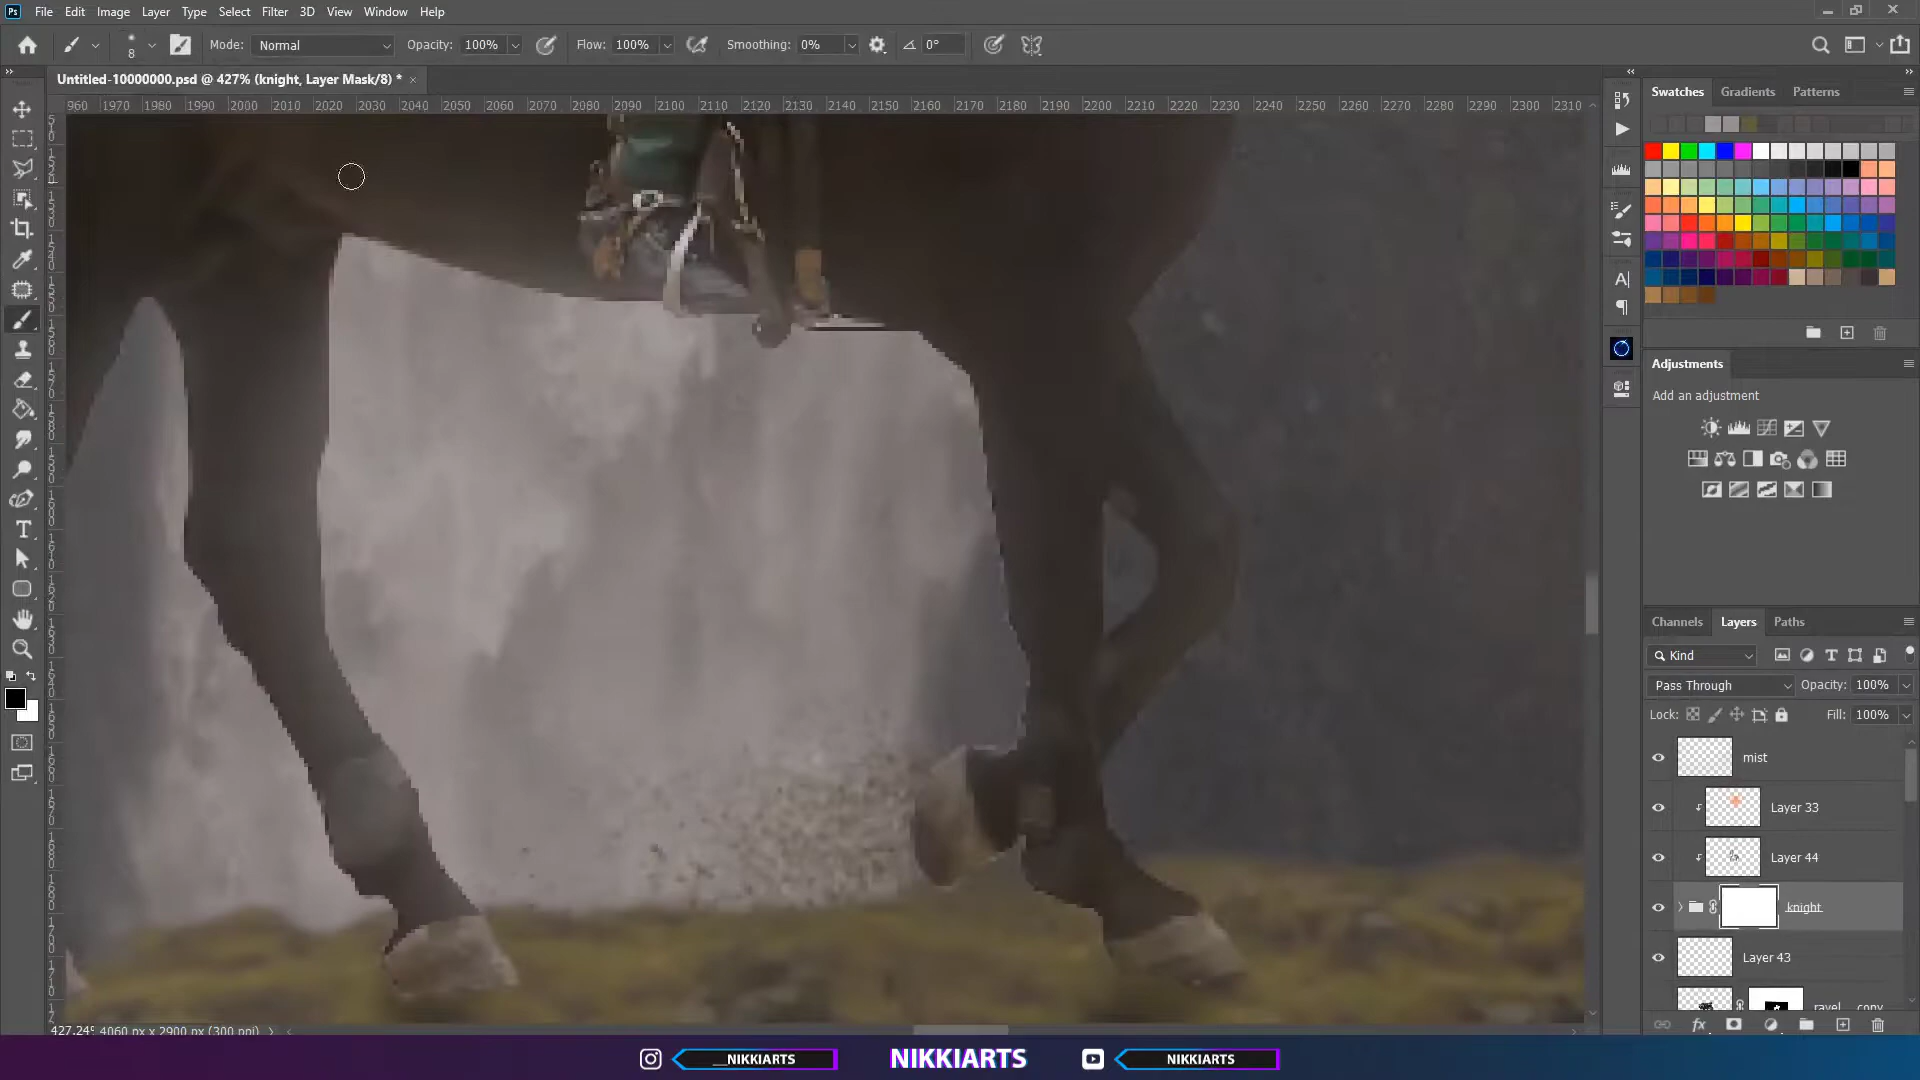 Ps File Edit Image Layer Type Select Filter 3D View Window Help
8 Mode: Normal Opacity: 100% Flow: 100% Smoothing: 0% 0°
Untitled-10000000.psd @ 427% (knight, Layer Mask/8) * ×
960 1970 1980 1990 2000 2010 2020 2030 2040 2050 2060 2070 2080 2090 2100 2110 2120 2130 2140 2150 2160 2170 2180 2190 2200 2210 2220 2230 2240 2250 2260 2270 2280 2290 2300 2310
Swatches Gradients Patterns
Adjustments
Add an adjustment
Channels Layers Paths
Kind
Pass Through Opacity: 100%
Lock: Fill: 100%
mist
Layer 33
Layer 44
knight
Layer 43
copy
427.24% 4060 px x 2900 px (300 ppi)
__NIKKIARTS NIKKIARTS NIKKIARTS